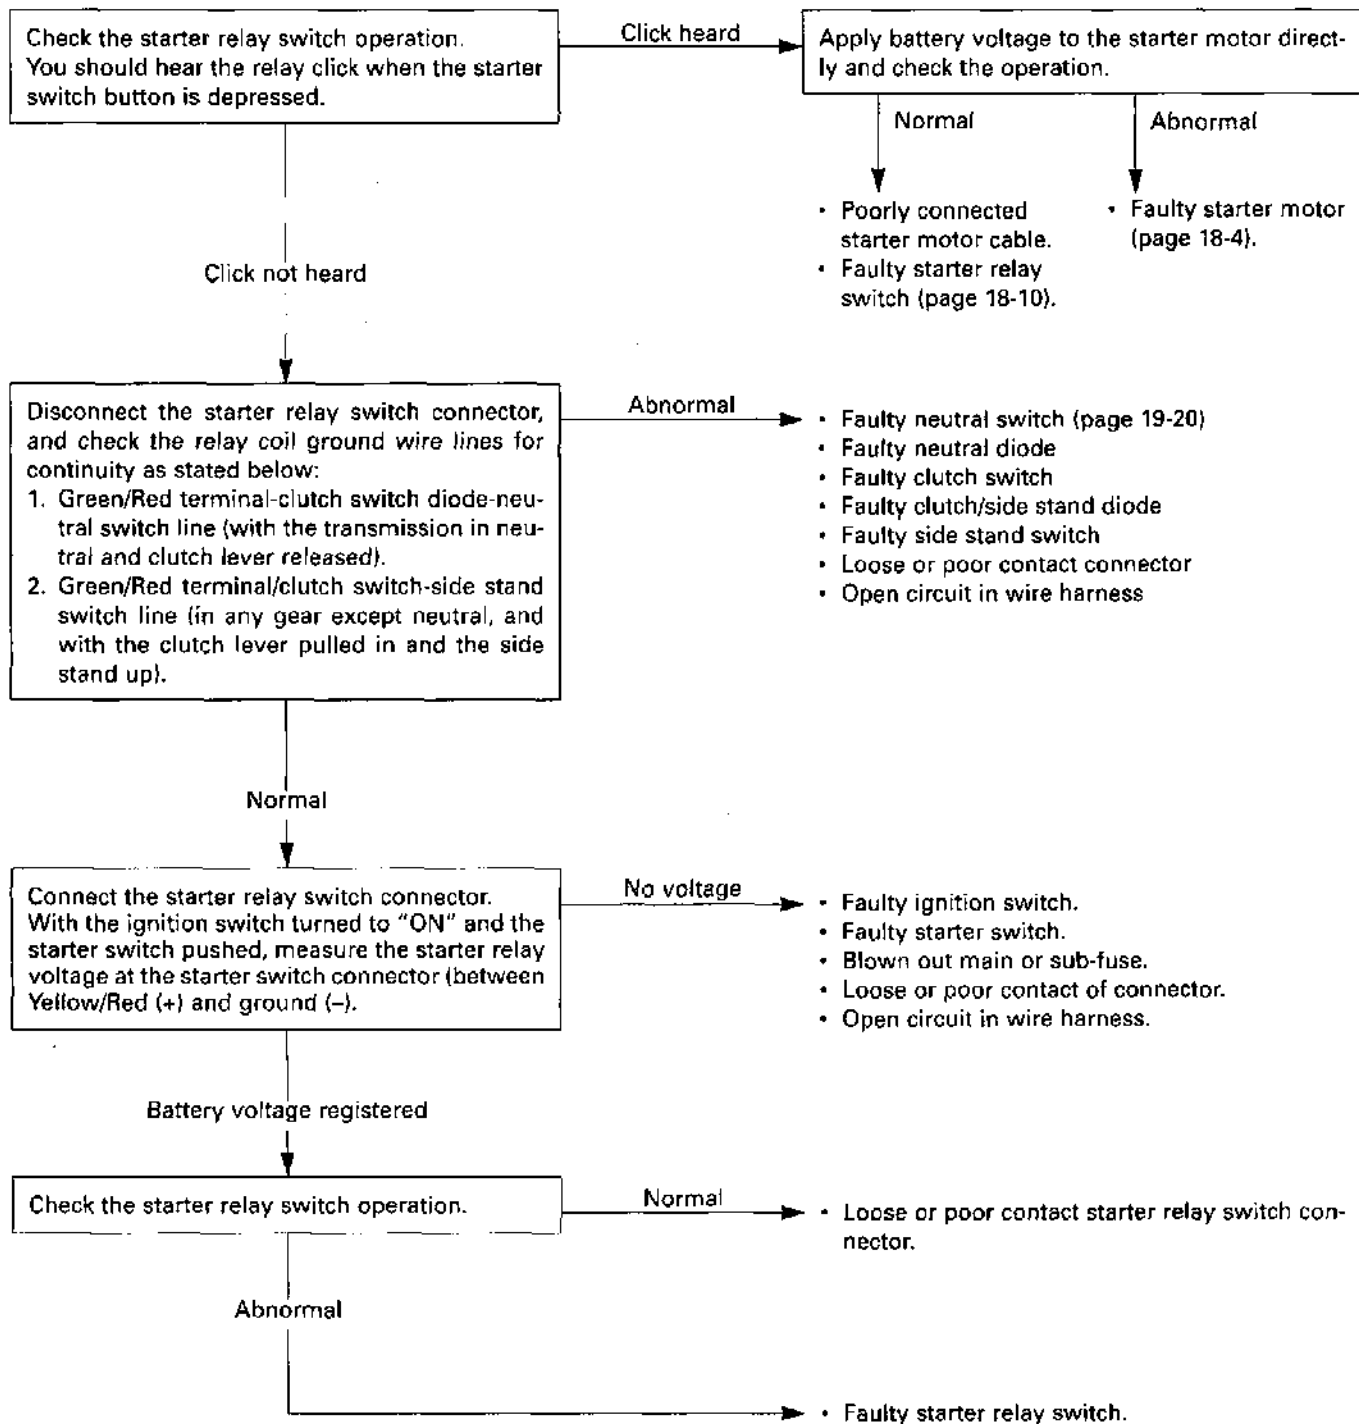 Check the starter relay switch operation.
You should hear the relay click when the starter
switch button is depressed.
Click heard
Apply battery voltage to the starter motor direct-
ly and check the operation.
Normal
Abnormal
• Poorly connected
starter motor cable.
• Faulty starter relay
switch (page 18-10).
• Faulty starter motor
(page 18-4).
Click not heard
Disconnect the starter relay switch connector,
and check the relay coil ground wire lines for
continuity as stated below:
1. Green/Red terminal-clutch switch diode-neu-
tral switch line (with the transmission in neu-
tral and clutch lever released).
2. Green/Red terminal/clutch switch-side stand
switch line (in any gear except neutral, and
with the clutch lever pulled in and the side
stand up).
Abnormal
• Faulty neutral switch (page 19-20)
• Faulty neutral diode
• Faulty clutch switch
• Faulty clutch/side stand diode
• Faulty side stand switch
• Loose or poor contact connector
• Open circuit in wire harness
Normal
Connect the starter relay switch connector.
With the ignition switch turned to “ON” and the
starter switch pushed, measure the starter relay
voltage at the starter switch connector (between
Yellow/Red (+) and ground (–).
No voltage
• Faulty ignition switch.
• Faulty starter switch.
• Blown out main or sub-fuse.
• Loose or poor contact of connector.
• Open circuit in wire harness.
Battery voltage registered
Check the starter relay switch operation.
Normal
• Loose or poor contact starter relay switch con-
nector.
Abnormal
• Faulty starter relay switch.